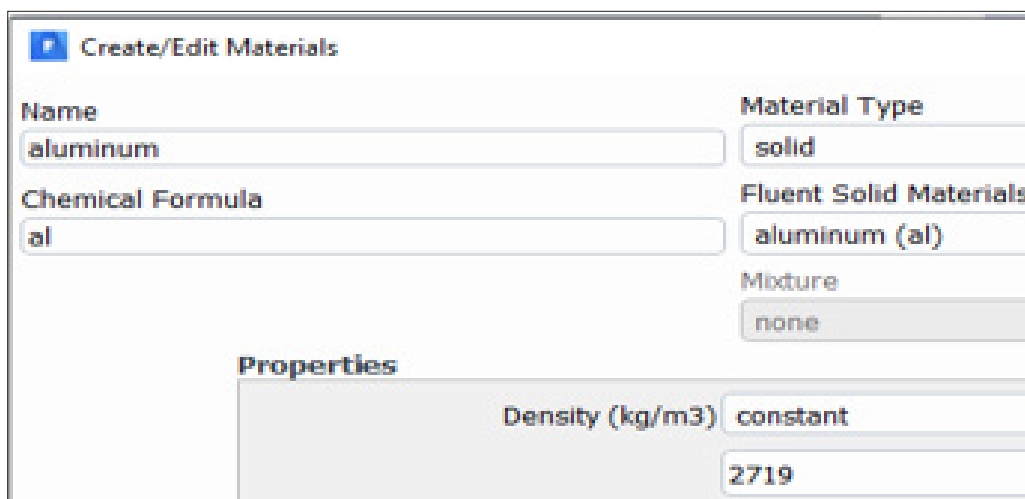 Create/Edit Materials
Name
Material Type
aluminum
solid
Chemical Formula
Fluent Solid Materials
al
aluminum (al)
Mixture
none
Properties
Density (kg/m3) constant
2719